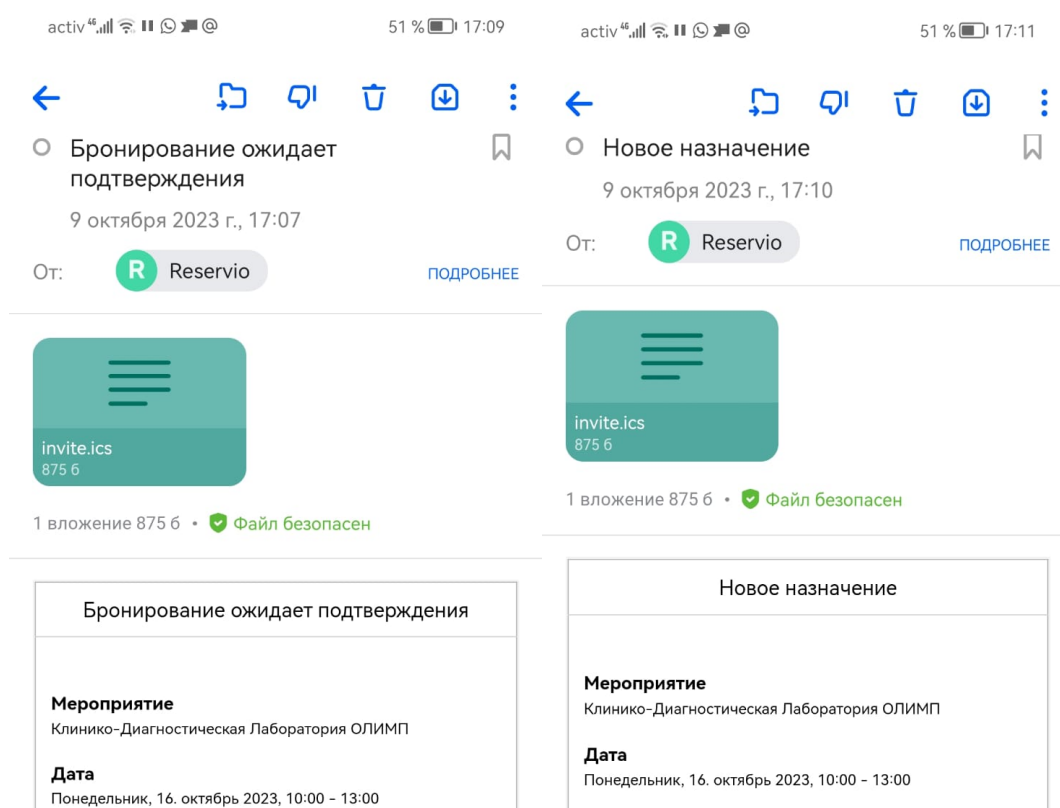 activ 4G 51 % 17:09
Бронирование ожидает
подтверждения
9 октября 2023 г., 17:07
От: R Reservio ПОДРОБНЕЕ
invite.ics
875 б
1 вложение 875 б • Файл безопасен
Бронирование ожидает подтверждения
Мероприятие
Клинико-Диагностическая Лаборатория ОЛИМП
Дата
Понедельник, 16. октябрь 2023, 10:00 - 13:00
activ 4G 51 % 17:11
Новое назначение
9 октября 2023 г., 17:10
От: R Reservio ПОДРОБНЕЕ
invite.ics
875 б
1 вложение 875 б • Файл безопасен
Новое назначение
Мероприятие
Клинико-Диагностическая Лаборатория ОЛИМП
Дата
Понедельник, 16. октябрь 2023, 10:00 - 13:00